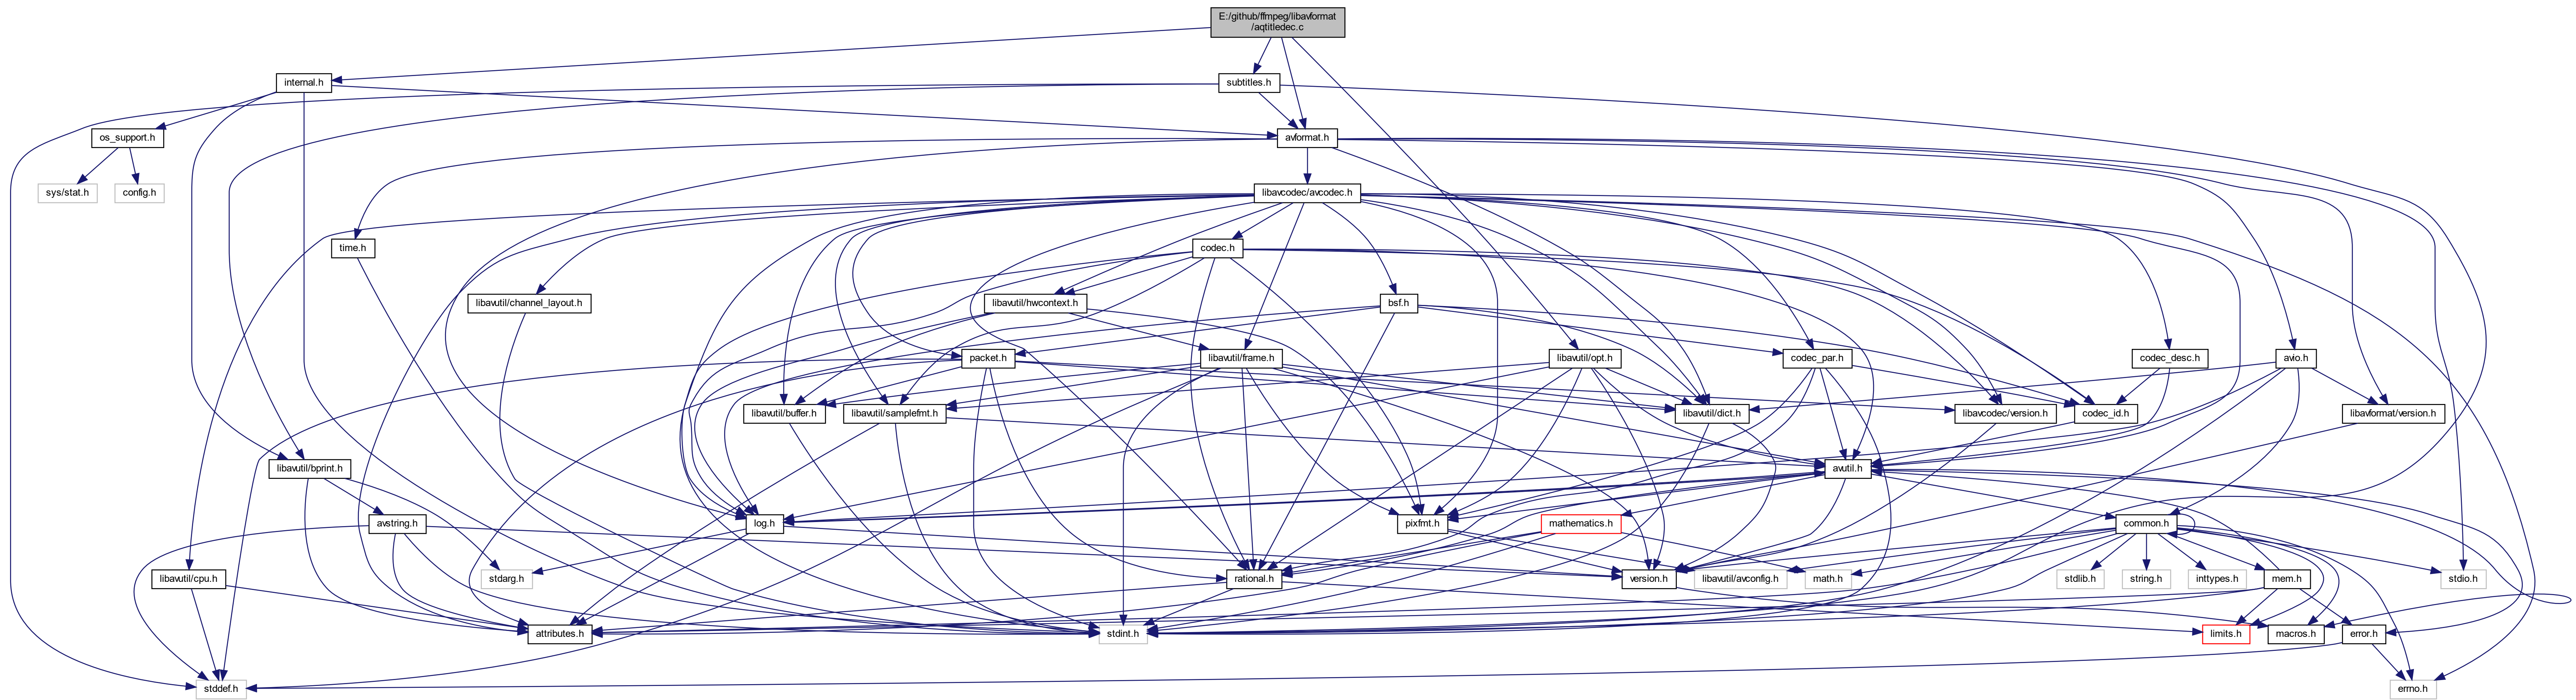 E:/github/ffmpeg/libavformat
/aqtitledec.c
internal.h
subtitles.h
os_support.h
avformat.h
sys/stat.h
config.h
libavcodec/avcodec.h
time.h
codec.h
libavutil/channel_layout.h
libavutil/hwcontext.h
bsf.h
packet.h
libavutil/frame.h
libavutil/opt.h
codec_par.h
codec_desc.h
avio.h
libavutil/buffer.h
libavutil/samplefmt.h
libavutil/dict.h
libavcodec/version.h
codec_id.h
libavformat/version.h
libavutil/bprint.h
avutil.h
avstring.h
log.h
pixfmt.h
mathematics.h
common.h
libavutil/cpu.h
stdarg.h
rational.h
version.h
libavutil/avconfig.h
math.h
stdlib.h
string.h
inttypes.h
mem.h
stdio.h
attributes.h
stdint.h
limits.h
macros.h
error.h
stddef.h
errno.h